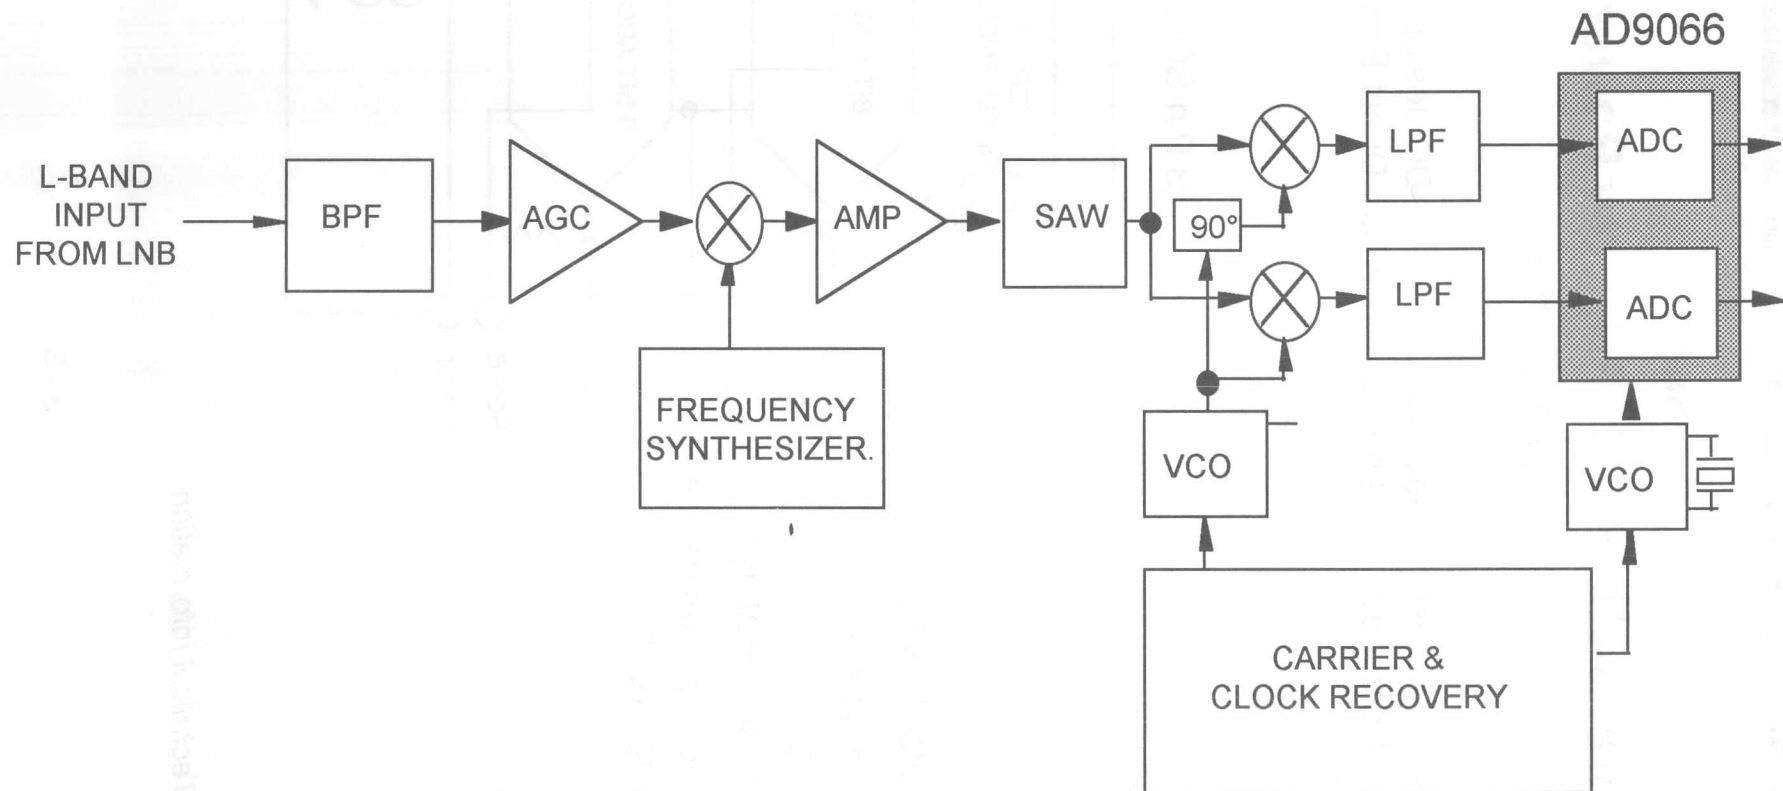 AD9066
L-BAND
INPUT
FROM LNB
BPF
AGC
AMP
SAW
90°
LPF
ADC
LPF
ADC
FREQUENCY
SYNTHESIZER.
VCO
VCO
CARRIER &
CLOCK RECOVERY